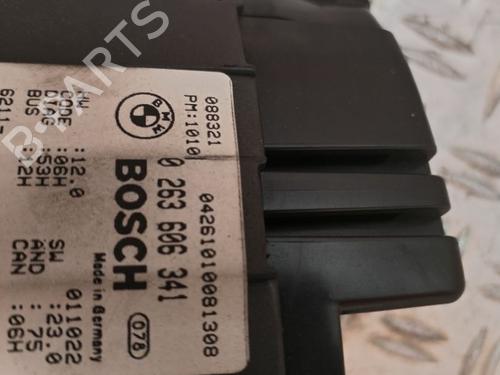 B-PARTS
088321
PM:1010
BMW
BOSCH
0 263 606 341
04261010081308
HW :12.0
CODE :06H
DIAG :53H
BUS :12H
6211-
Made in Germany
078
011022
SW :23.0
AND : 75
CAN :06H